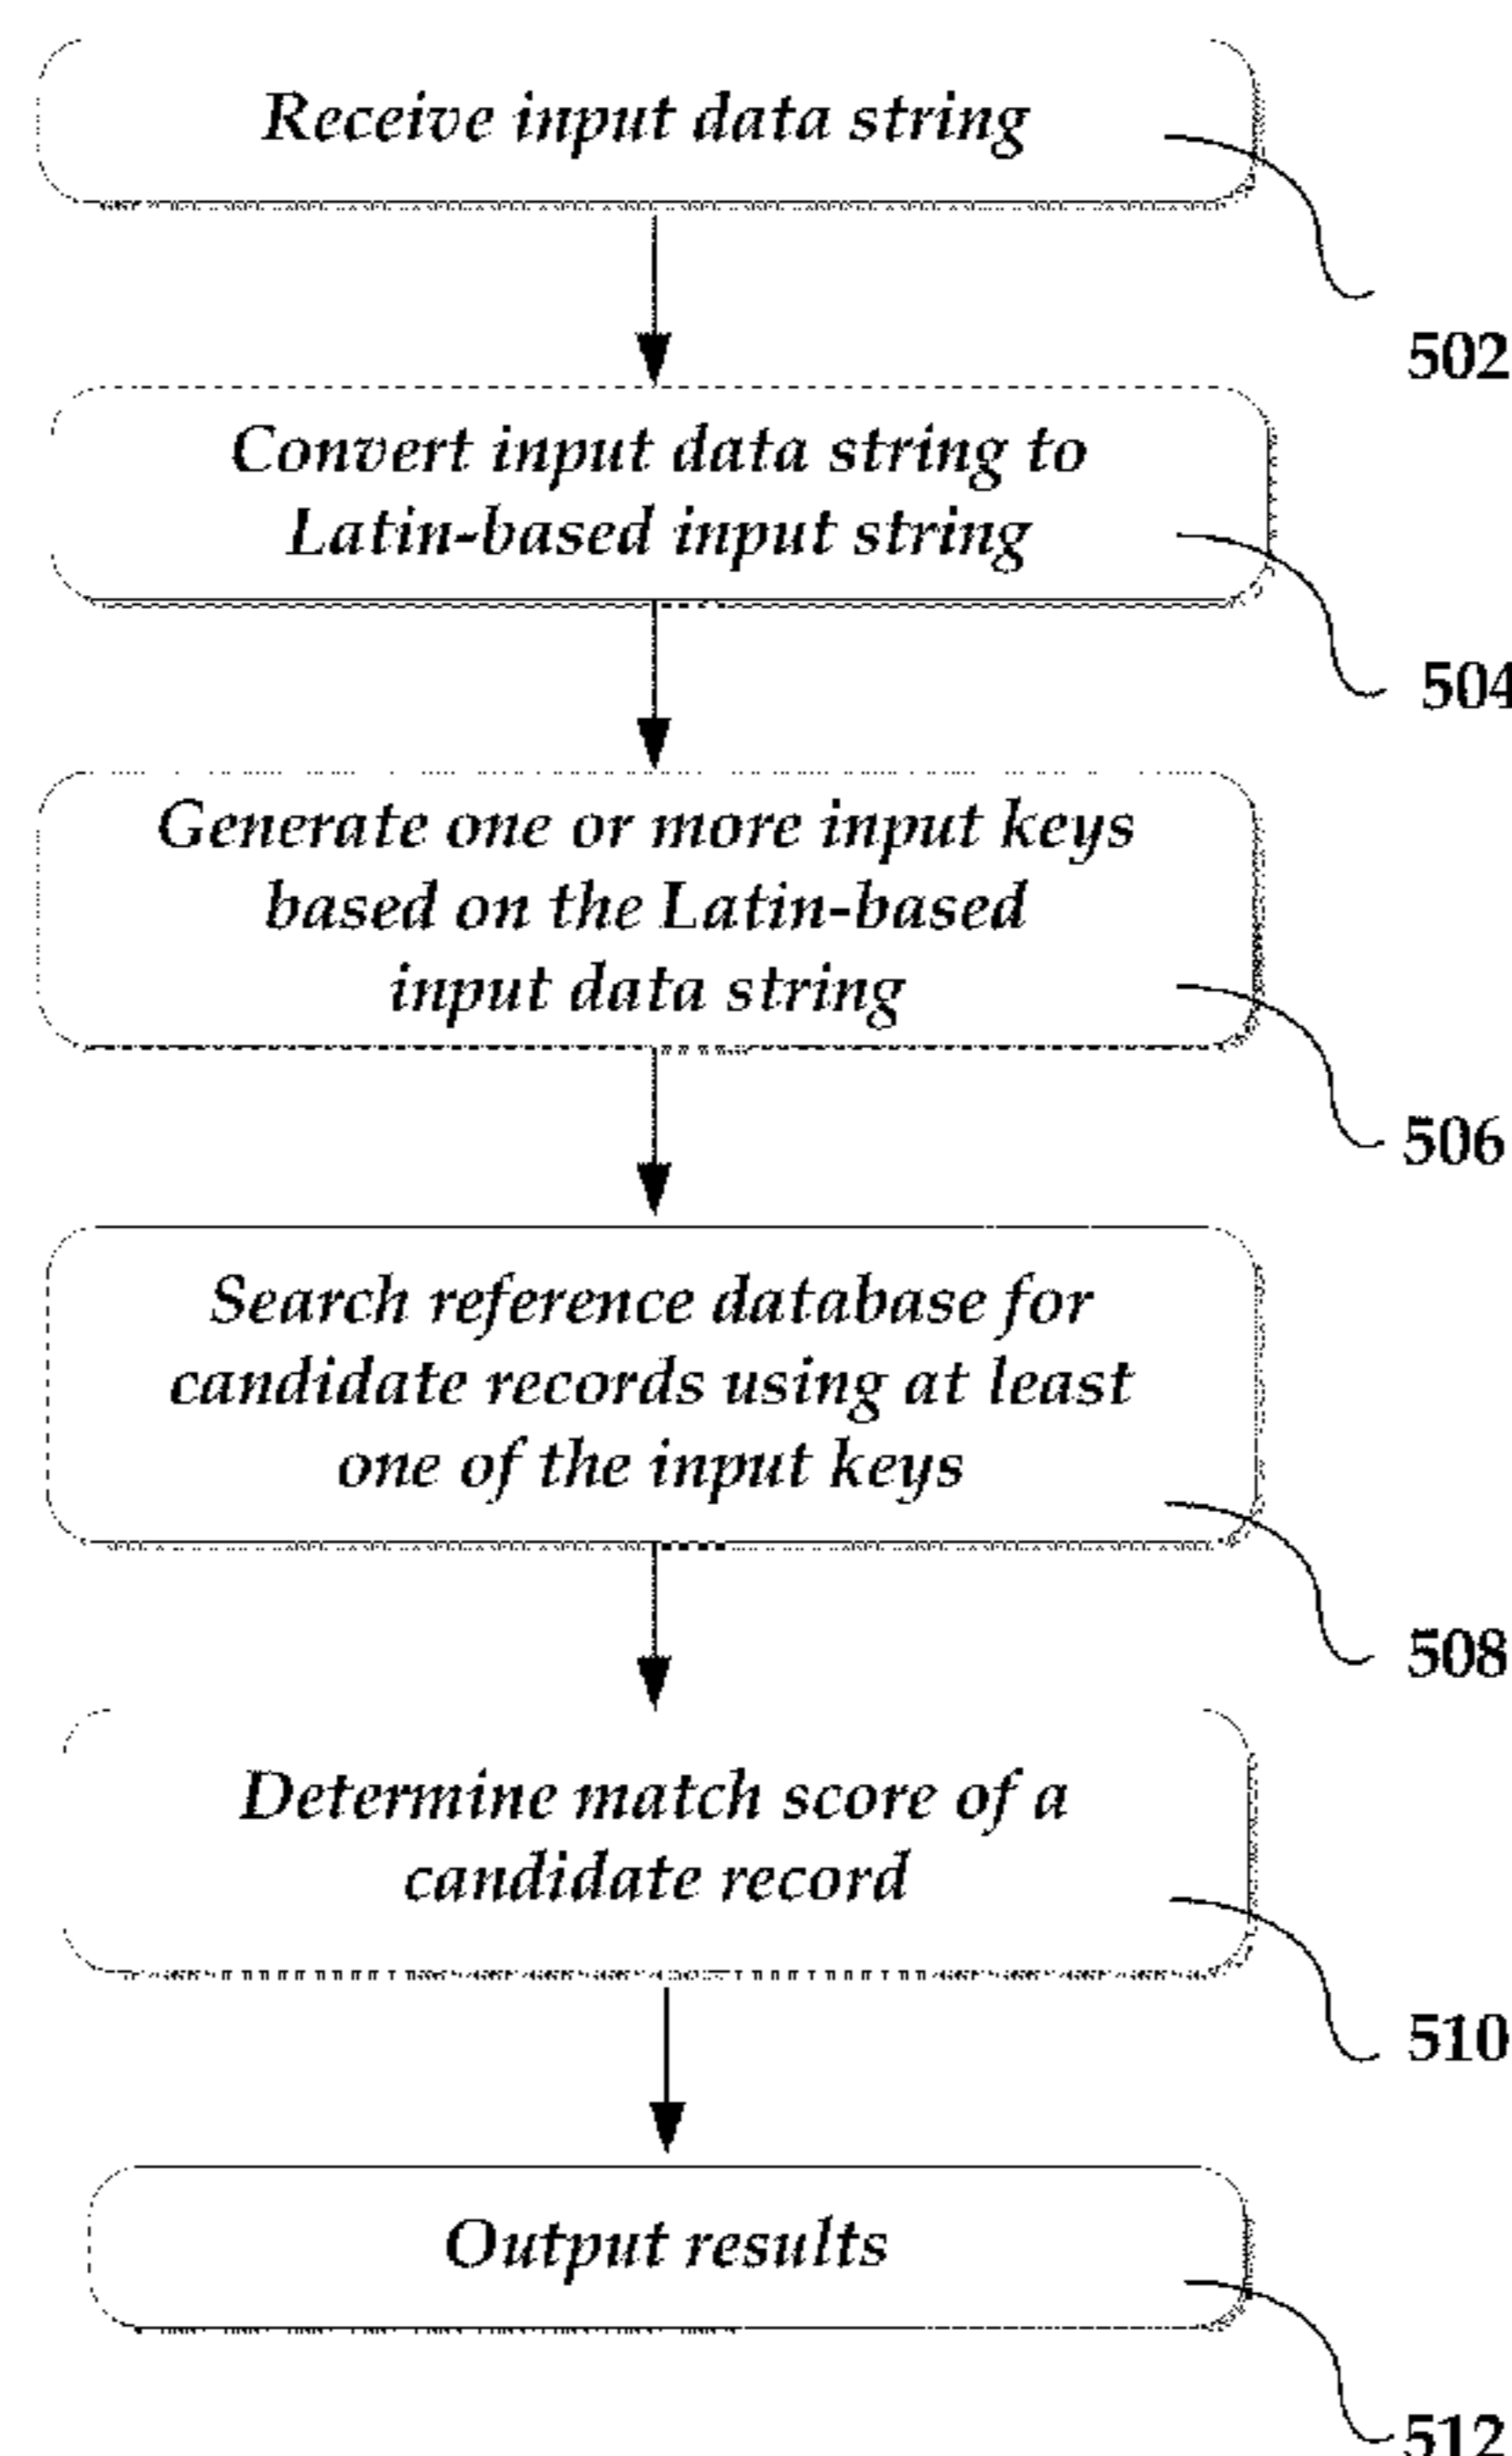 Receive input data string
502
Convert input data string to
Latin-based input string
504
Generate one or more input keys
based on the Latin-based
input data string
506
Search reference database for
candidate records using at least
one of the input keys
508
Determine match score of a
candidate record
510
Output results
512